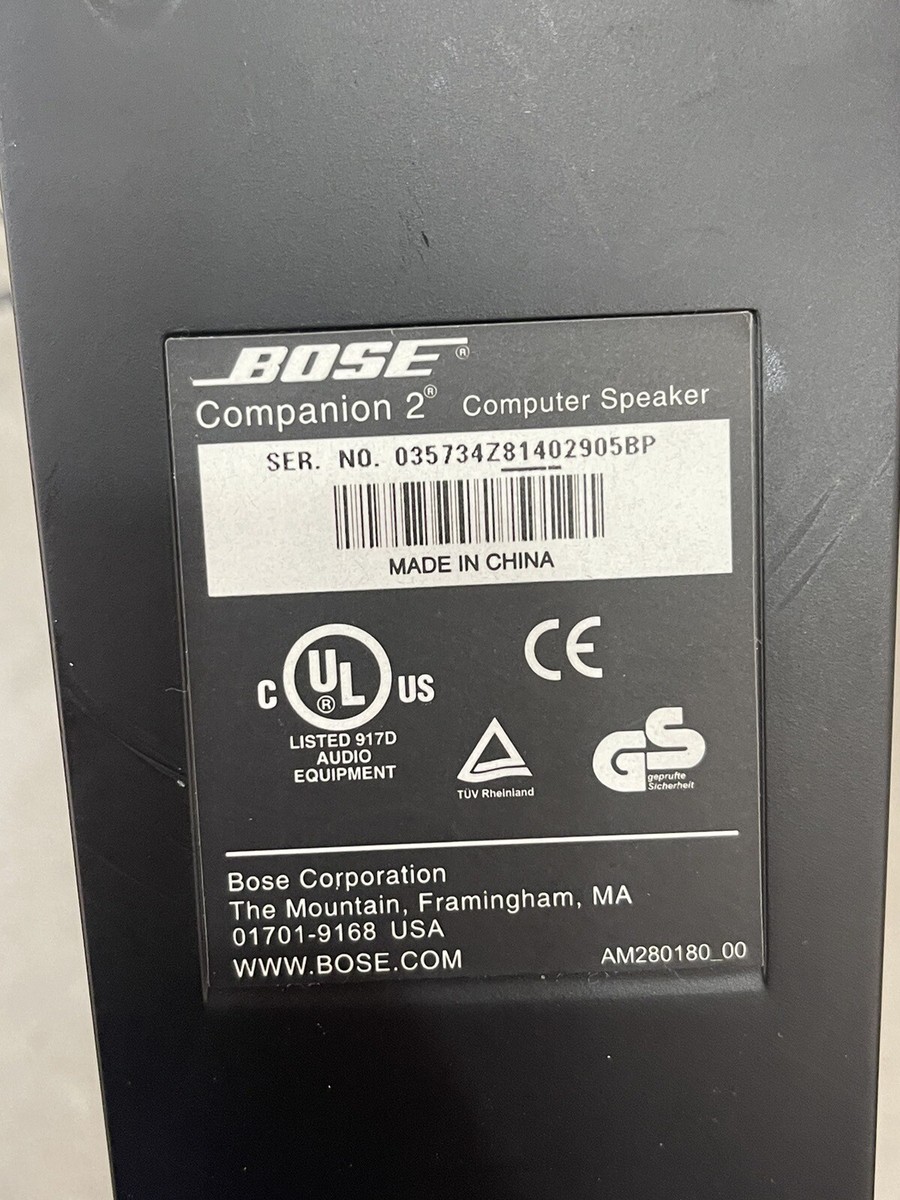 BOSE®
Companion 2® Computer Speaker
SER. NO. 035734Z81402905BP
MADE IN CHINA
C UL® US
CE
LISTED 917D
AUDIO
EQUIPMENT
TÜV Rheinland
GS
geprufte
Sicherheit
Bose Corporation
The Mountain, Framingham, MA
01701-9168 USA
WWW.BOSE.COM
AM280180_00